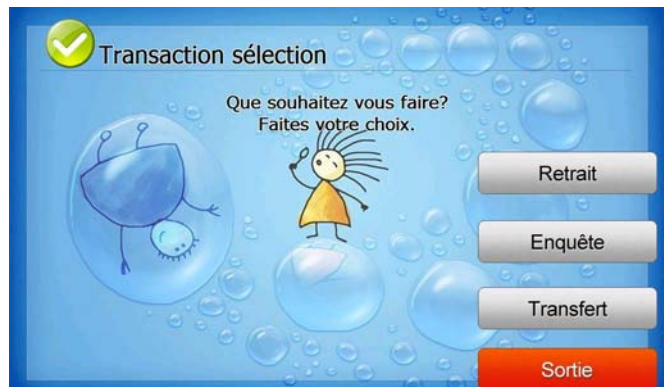 Transaction sélection
Que souhaitez vous faire?
Faites votre choix.
Retrait
Enquête
Transfert
Sortie